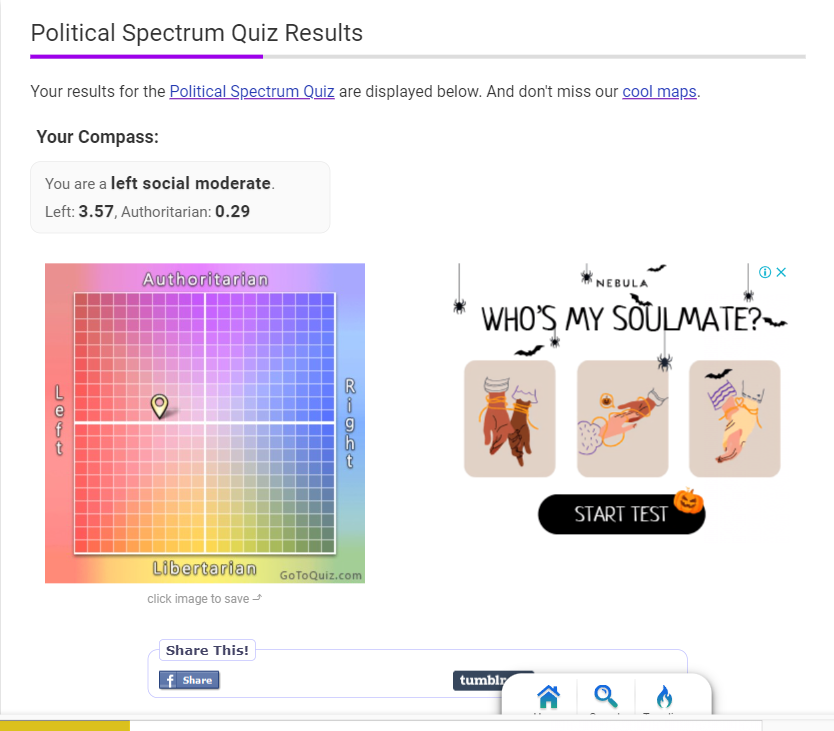 Political Spectrum Quiz Results
Your results for the Political Spectrum Quiz are displayed below. And don't miss our cool maps.
Your Compass:
You are a left social moderate.
Left: 3.57, Authoritarian: 0.29
Authoritarian
Left
Right
Libertarian
GoToQuiz.com
click image to save
NEBULA
WHO'S MY SOULMATE?
START TEST
Share This!
f Share